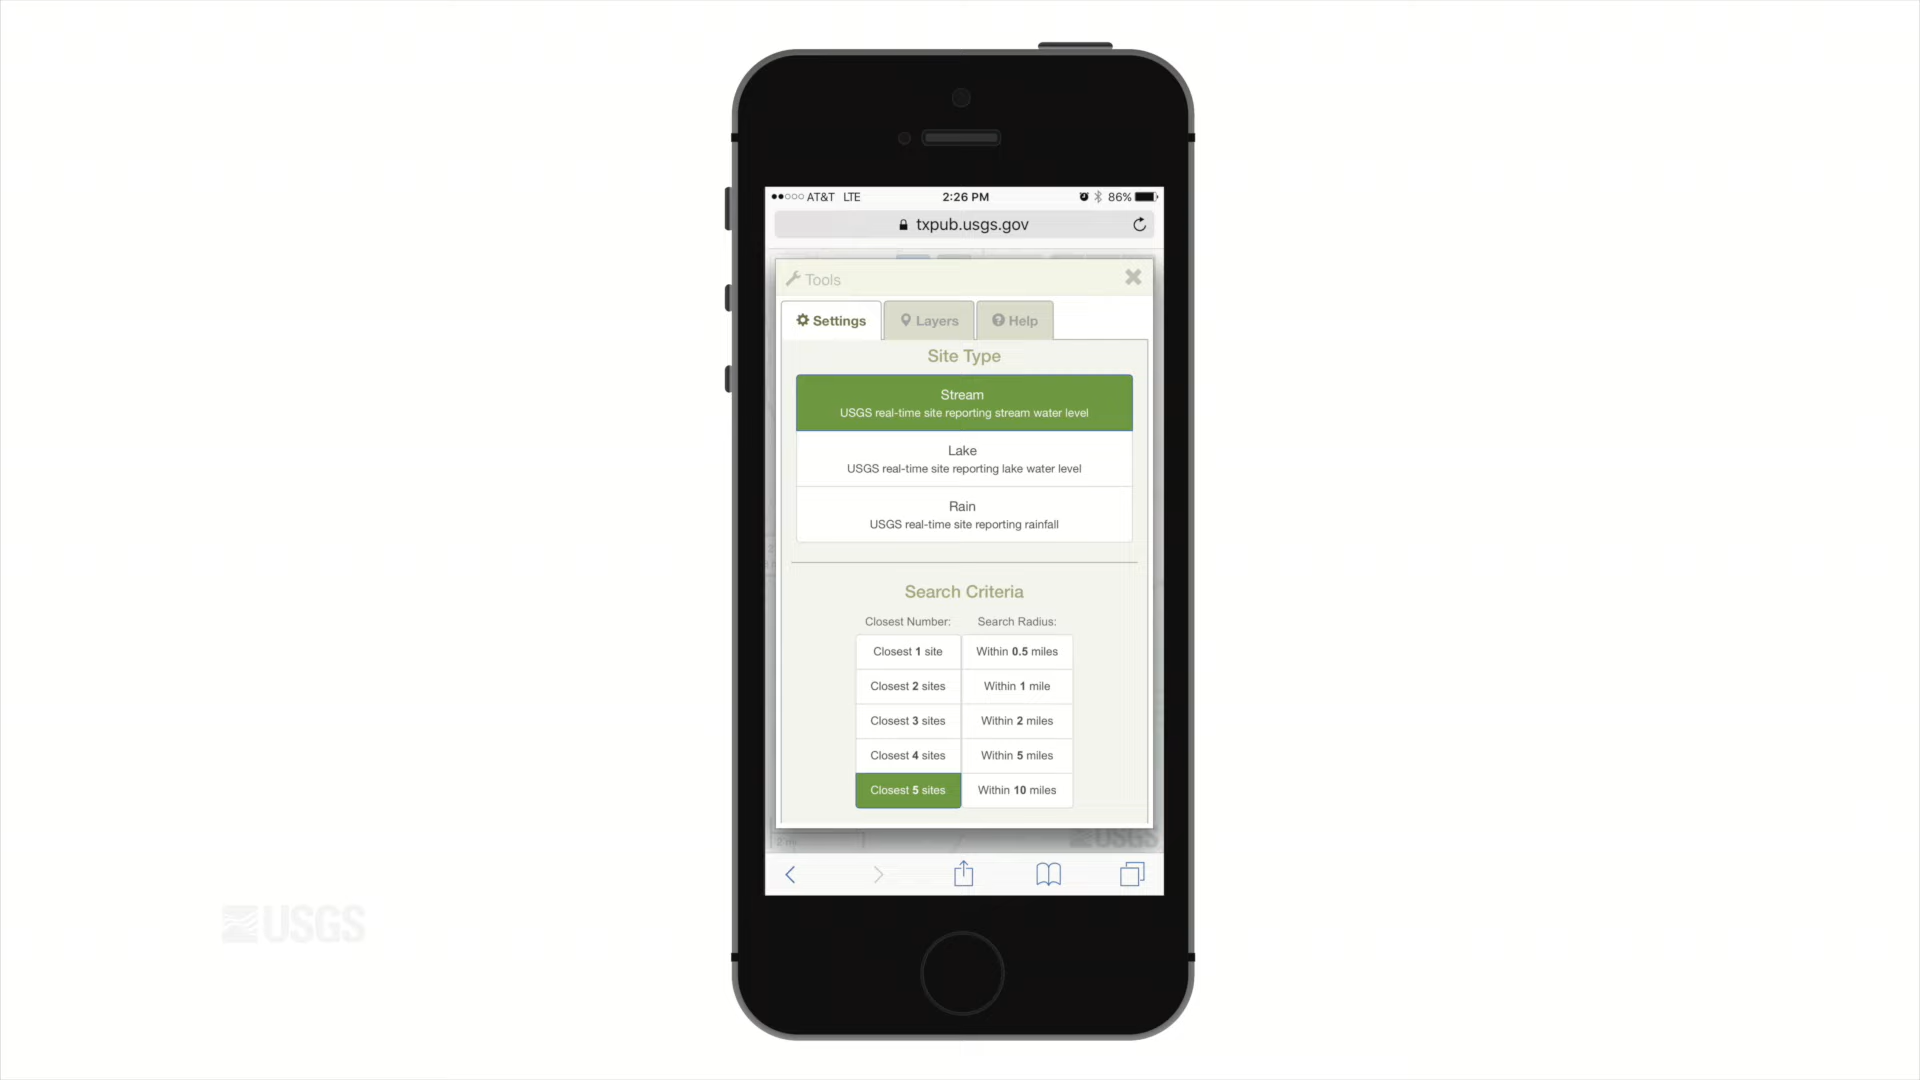 AT&T LTE 2:26 PM 86%
txpub.usgs.gov
Tools
Settings Layers Help
Site Type
Stream
USGS real-time site reporting stream water level
Lake
USGS real-time site reporting lake water level
Rain
USGS real-time site reporting rainfall
Search Criteria
Closest Number: Search Radius:
Closest 1 site Within 0.5 miles
Closest 2 sites Within 1 mile
Closest 3 sites Within 2 miles
Closest 4 sites Within 5 miles
Closest 5 sites Within 10 miles
USGS
USGS